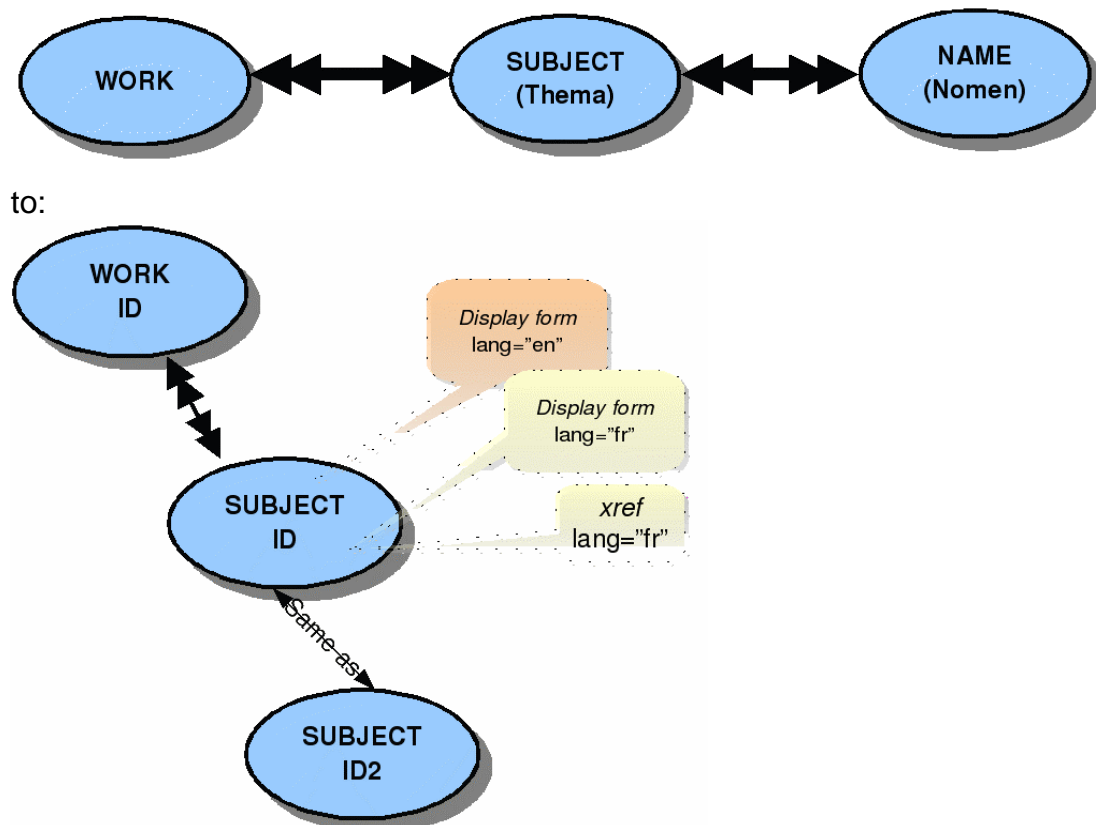 WORK
SUBJECT
(Thema)
NAME
(Nomen)
to:
WORK
ID
Display form
lang=”en”
Display form
lang=”fr”
xref
lang=”fr”
SUBJECT
ID
Same as
SUBJECT
ID2